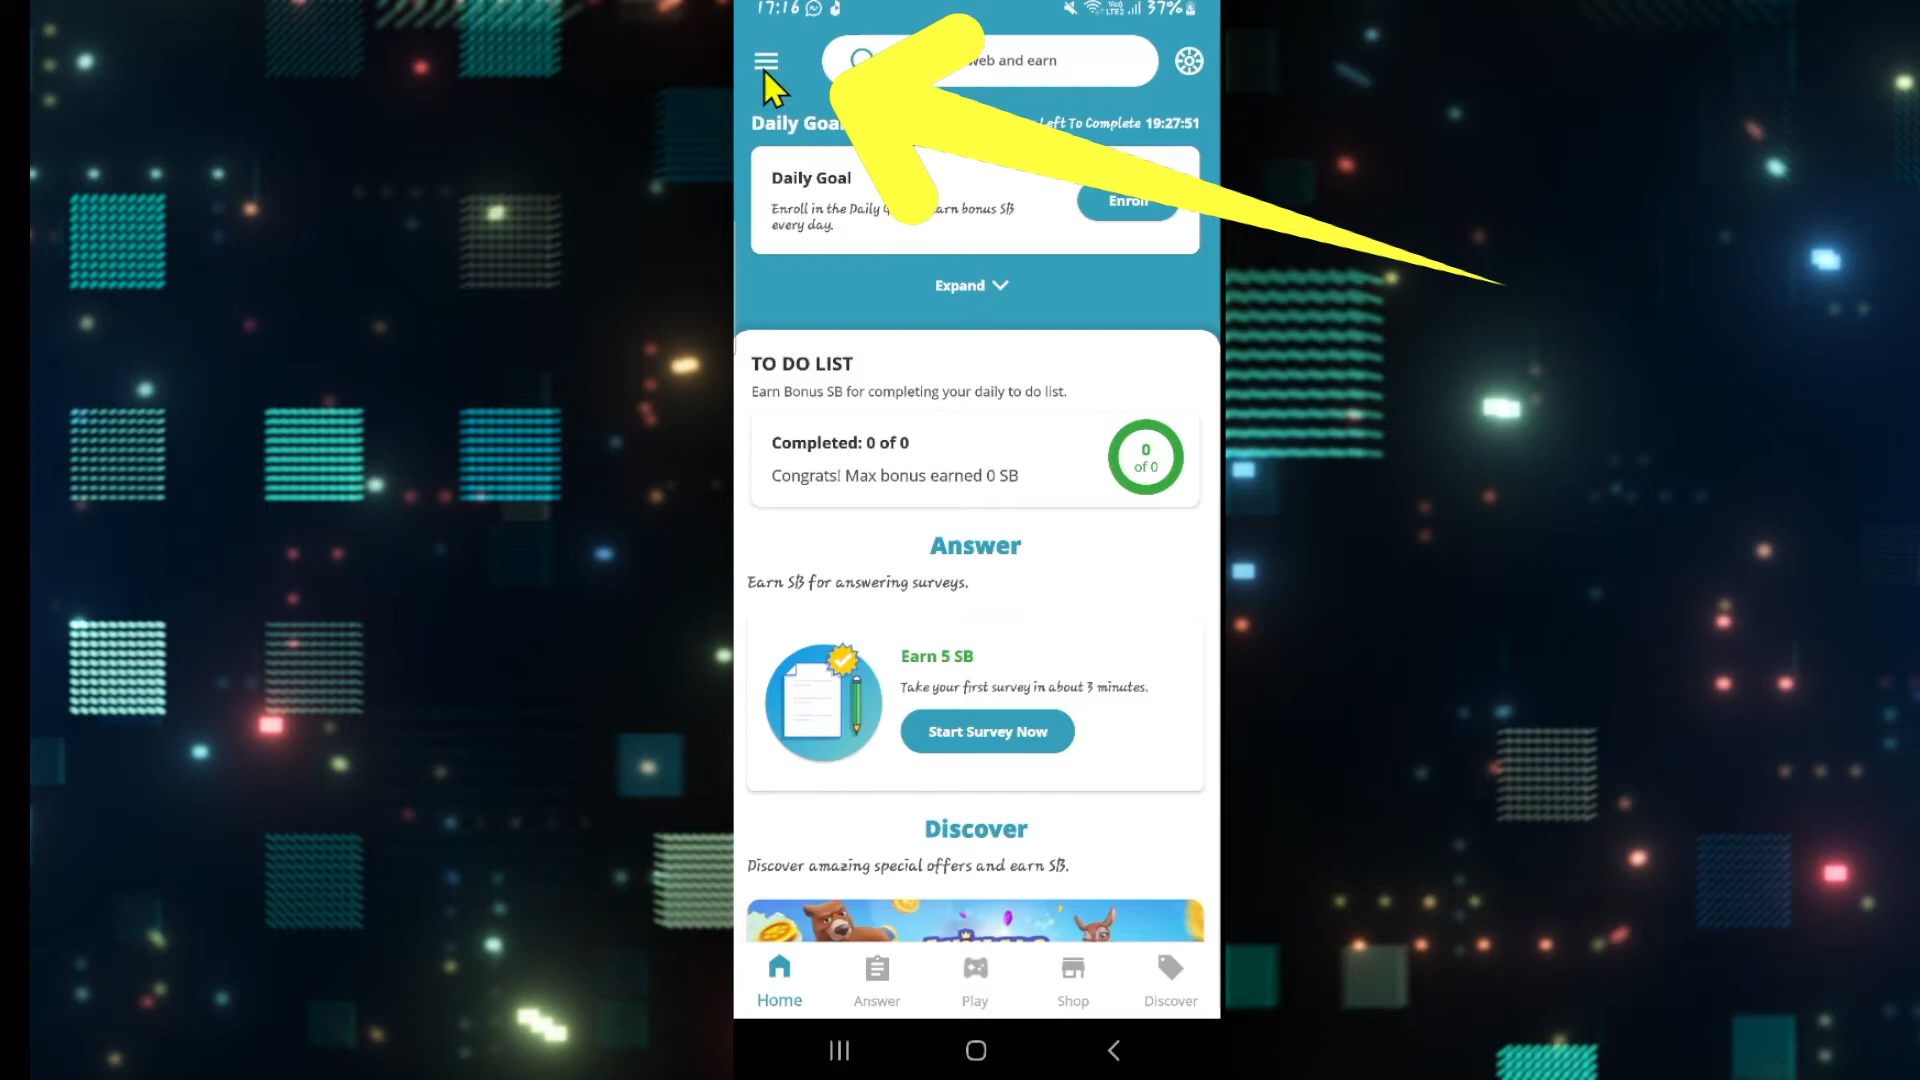 17:16 37%
web and earn
Daily Goal
Left To Complete 19:27:51
Daily Goal
Enroll in the Daily
earn bonus SB
every day.
Enroll
Expand
TO DO LIST
Earn Bonus SB for completing your daily to do list.
Completed: 0 of 0
Congrats! Max bonus earned 0 SB
0
of 0
Answer
Earn SB for answering surveys.
Earn 5 SB
Take your first survey in about 3 minutes.
Start Survey Now
Discover
Discover amazing special offers and earn SB.
Home
Answer
Play
Shop
Discover